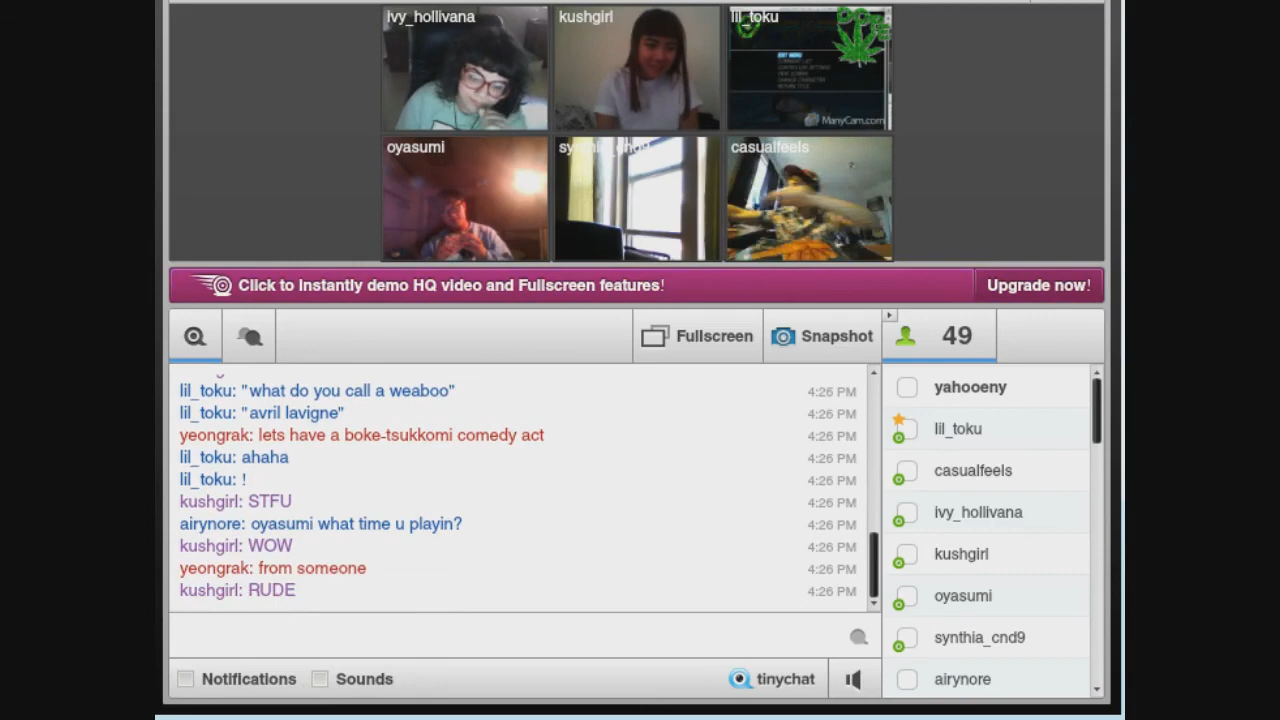 ivy_hollivana kushgirl lil_toku
ManyCam.com
oyasumi synthia_cnd9 casualfeels
Click to instantly demo HQ video and Fullscreen features! Upgrade now!
Fullscreen Snapshot 49
lil_toku: "what do you call a weaboo" 4:26 PM
lil_toku: "avril lavigne" 4:26 PM
yeongrak: lets have a boke-tsukkomi comedy act 4:26 PM
lil_toku: ahaha 4:26 PM
lil_toku: ! 4:26 PM
kushgirl: STFU 4:26 PM
airynore: oyasumi what time u playin? 4:26 PM
kushgirl: WOW 4:26 PM
yeongrak: from someone 4:26 PM
kushgirl: RUDE 4:26 PM
yahooeny
lil_toku
casualfeels
ivy_hollivana
kushgirl
oyasumi
synthia_cnd9
airynore
Notifications Sounds tinychat